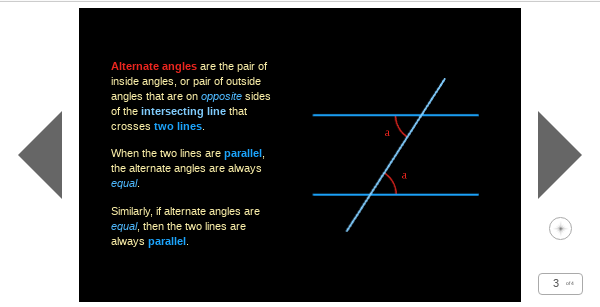 Alternate angles are the pair of
inside angles, or pair of outside
angles that are on opposite sides
of the intersecting line that
crosses two lines.
When the two lines are parallel,
the alternate angles are always
equal.
Similarly, if alternate angles are
equal, then the two lines are
always parallel.
a
a
3